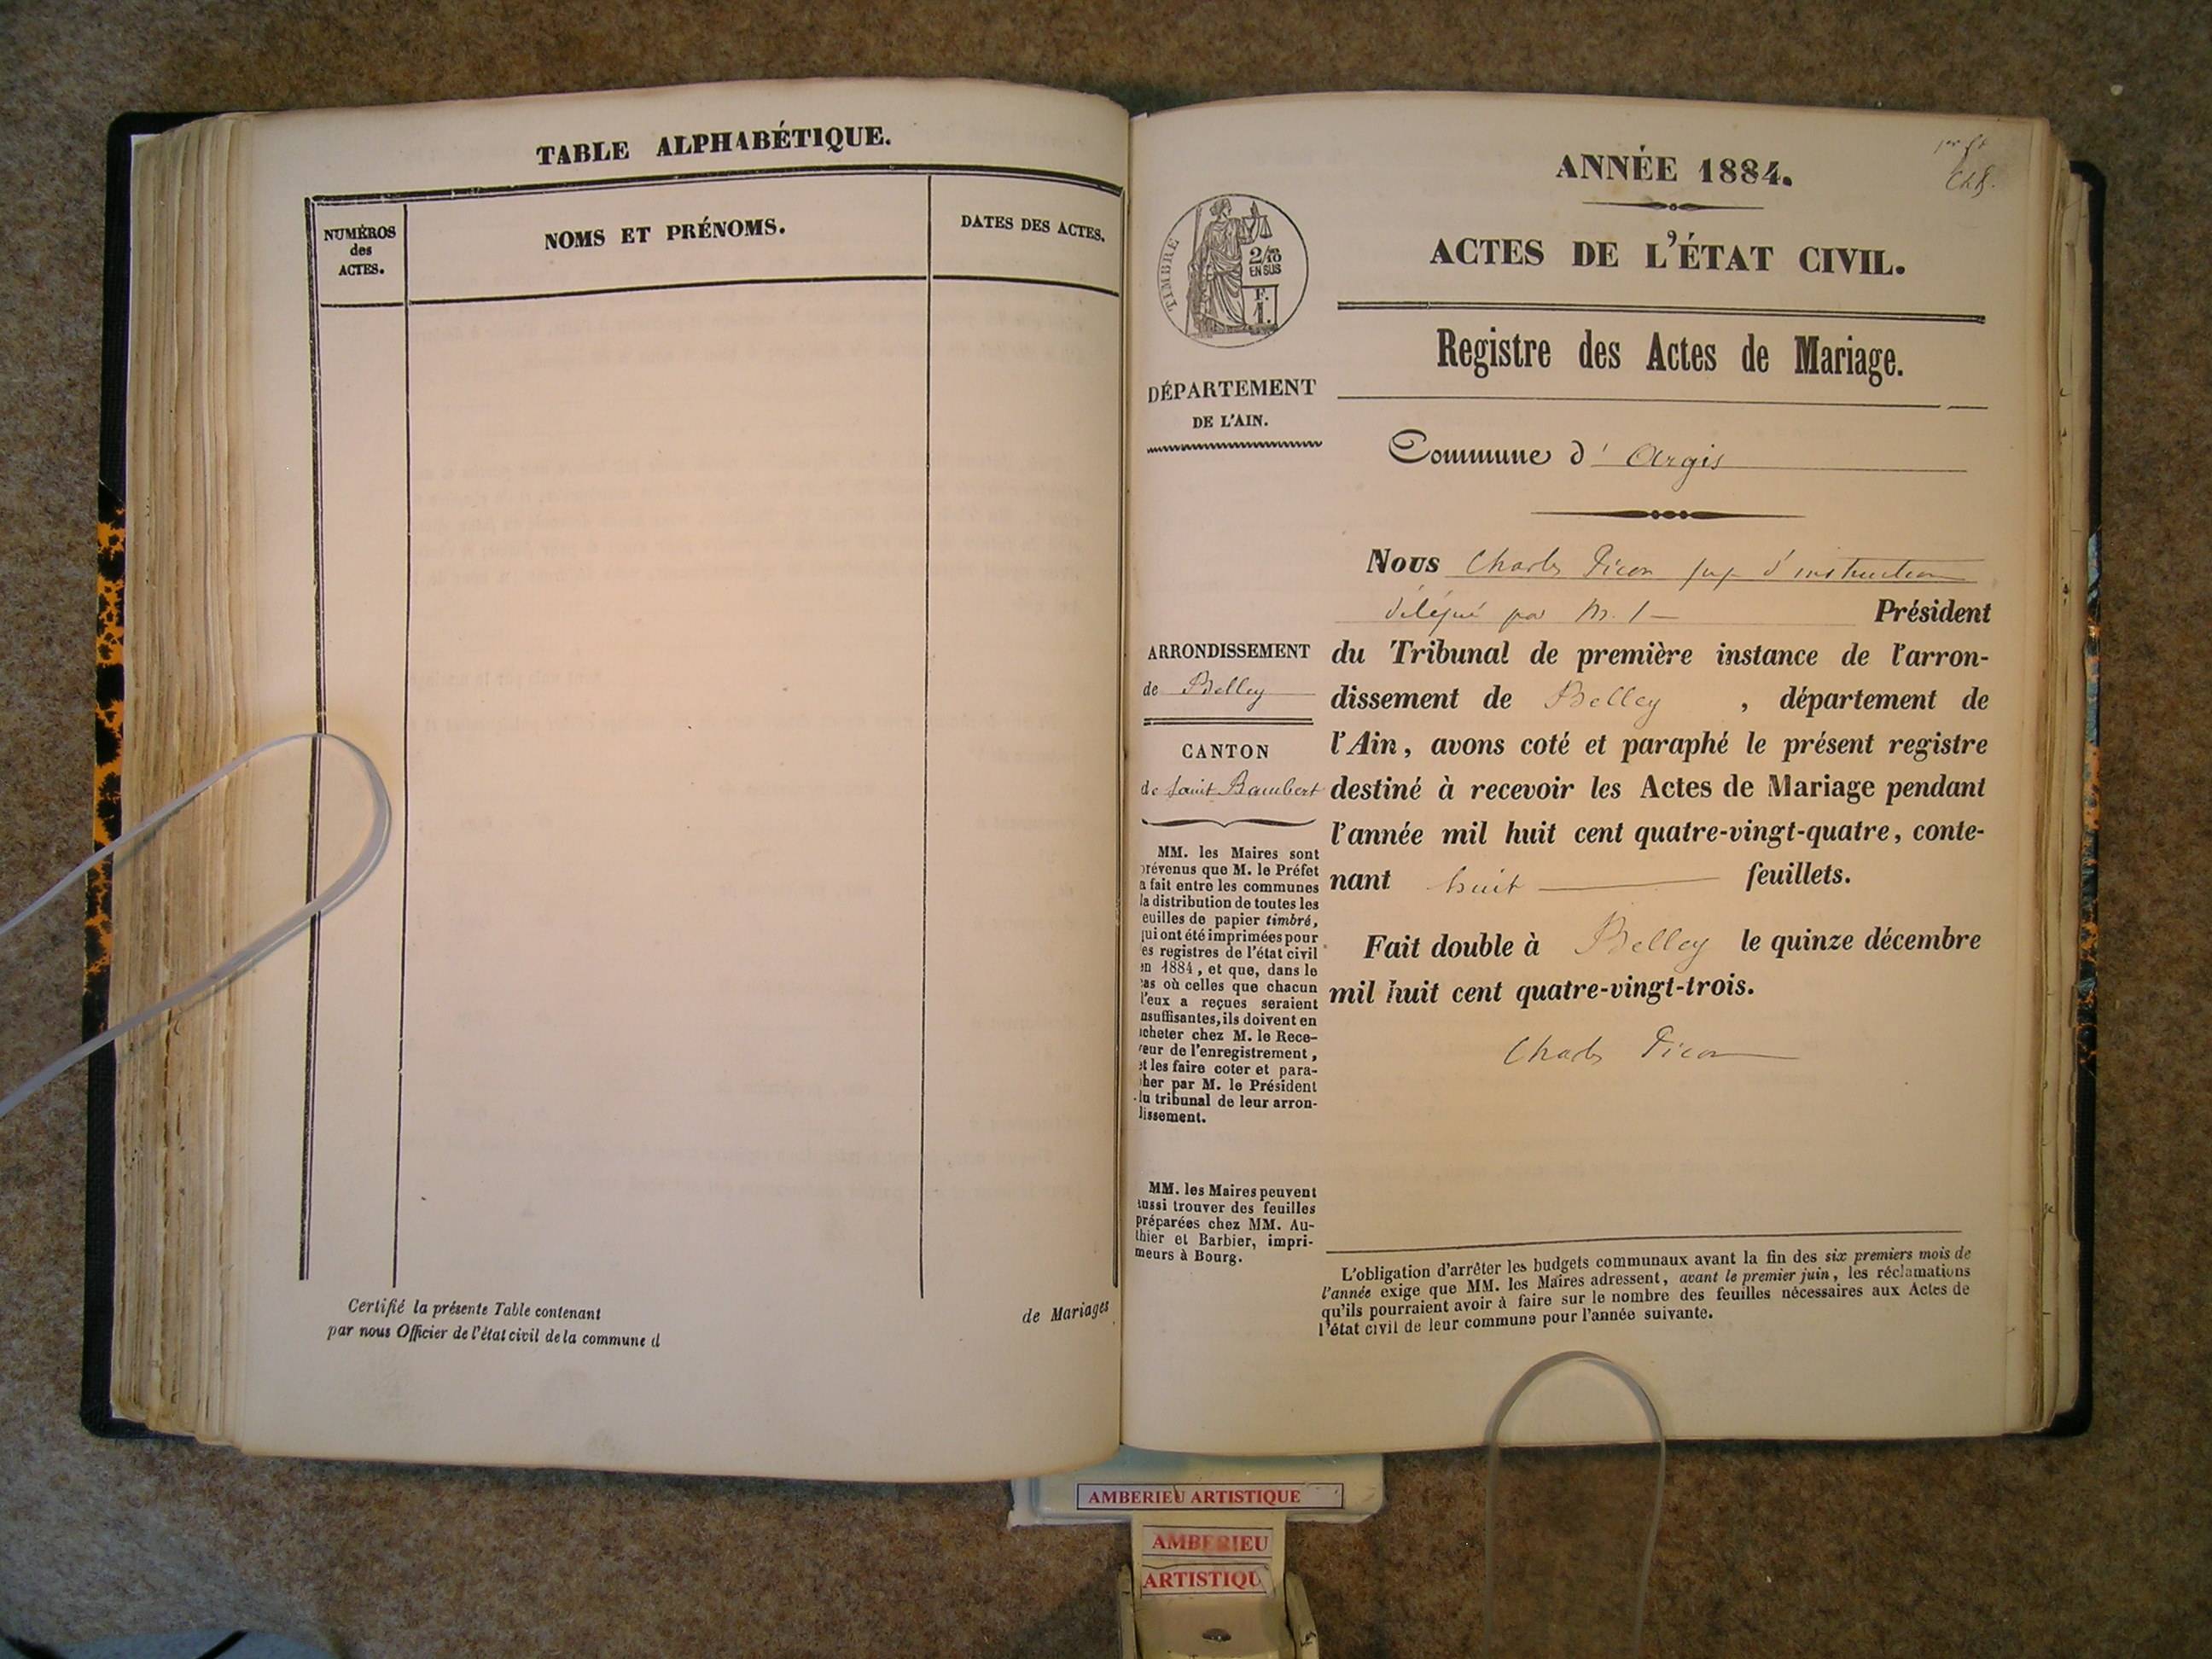 TABLE ALPHABÉTIQUE.
NUMÉROS
des
ACTES.
NOMS ET PRÉNOMS.
DATES DES ACTES.
Certifié la présente Table contenant
de Mariages
par nous Officier de l'état civil de la commune d
ANNÉE 1884.
ACTES DE L'ÉTAT CIVIL.
Registre des Actes de Mariage.
TIMBRE
2/10
EN SUS
F.
1.
DÉPARTEMENT
DE L'AIN.
Commune d' Argis
Nous Charles Picon juge d'instruction
délégué par M. le Président
du Tribunal de première instance de l'arron-
dissement de Belley , département de
l'Ain, avons coté et paraphé le présent registre
destiné à recevoir les Actes de Mariage pendant
l'année mil huit cent quatre-vingt-quatre, conte-
nant huit feuillets.
Fait double à Belley le quinze décembre
mil huit cent quatre-vingt-trois.
Charles Picon
ARRONDISSEMENT
de Belley
CANTON
de Saint Rambert
MM. les Maires sont
prévenus que M. le Préfet
a fait entre les communes
la distribution de toutes les
feuilles de papier timbré,
qui ont été imprimées pour
les registres de l'état civil
en 1884, et que, dans le
cas où celles que chacun
d'eux a reçues seraient
insuffisantes, ils doivent en
acheter chez M. le Rece-
veur de l'enregistrement,
et les faire coter et para-
pher par M. le Président
du tribunal de leur arron-
dissement.
MM. les Maires peuvent
aussi trouver des feuilles
préparées chez MM. Au-
thier et Barbier, impri-
meurs à Bourg.
L'obligation d'arrêter les budgets communaux avant la fin des six premiers mois de
l'année exige que MM. les Maires adressent, avant le premier juin, les réclamations
qu'ils pourraient avoir à faire sur le nombre des feuilles nécessaires aux Actes de
l'état civil de leur commune pour l'année suivante.
AMBERIEU ARTISTIQUE
AMBERIEU
ARTISTIQU